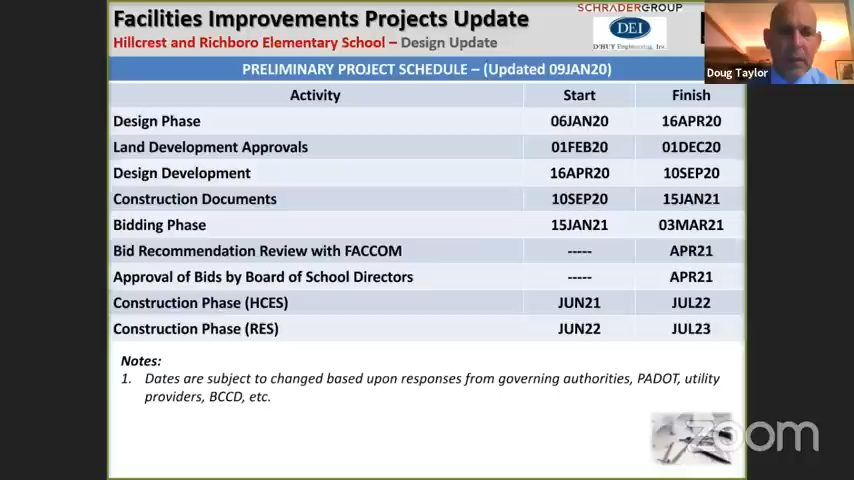 Facilities Improvements Projects Update
SCHRADERGROUP
Hillcrest and Richboro Elementary School – Design Update
DEI
D'HUY Engineering, Inc.
Doug Taylor
PRELIMINARY PROJECT SCHEDULE – (Updated 09JAN20)
Activity Start Finish
Design Phase 06JAN20 16APR20
Land Development Approvals 01FEB20 01DEC20
Design Development 16APR20 10SEP20
Construction Documents 10SEP20 15JAN21
Bidding Phase 15JAN21 03MAR21
Bid Recommendation Review with FACCOM ----- APR21
Approval of Bids by Board of School Directors ----- APR21
Construction Phase (HCES) JUN21 JUL22
Construction Phase (RES) JUN22 JUL23
Notes:
1. Dates are subject to changed based upon responses from governing authorities, PADOT, utility
providers, BCCD, etc.
zoom